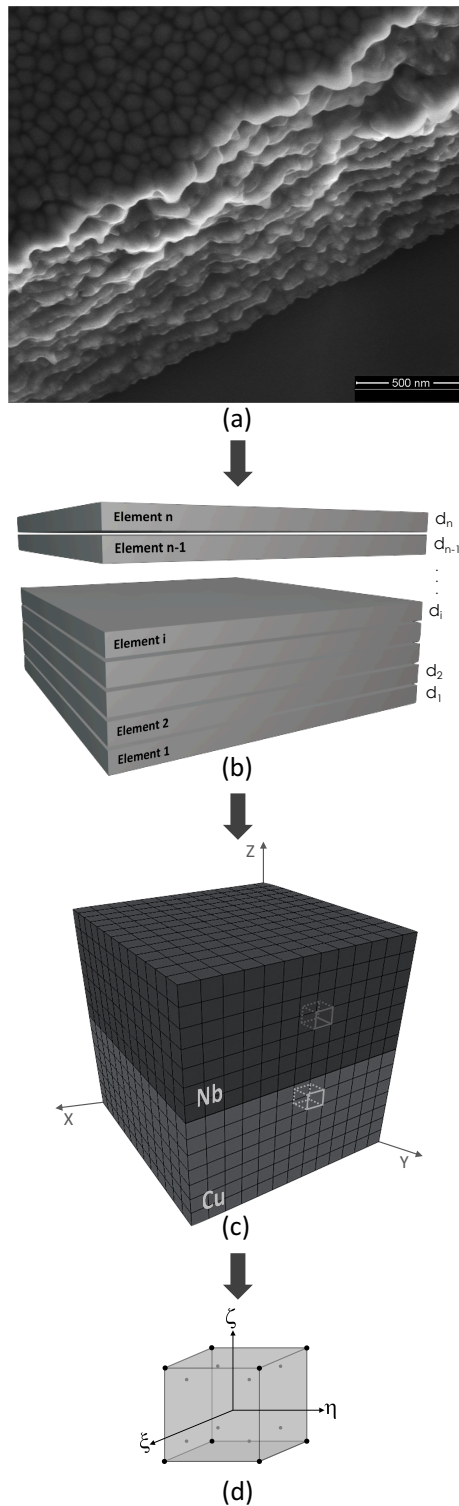 500 nm
(a)
Element n
dn
Element n-1
dn-1
.
.
.
di
Element i
d2
d1
Element 2
Element 1
(b)
Z
Nb
X
Y
Cu
(c)
ζ
η
ξ
(d)